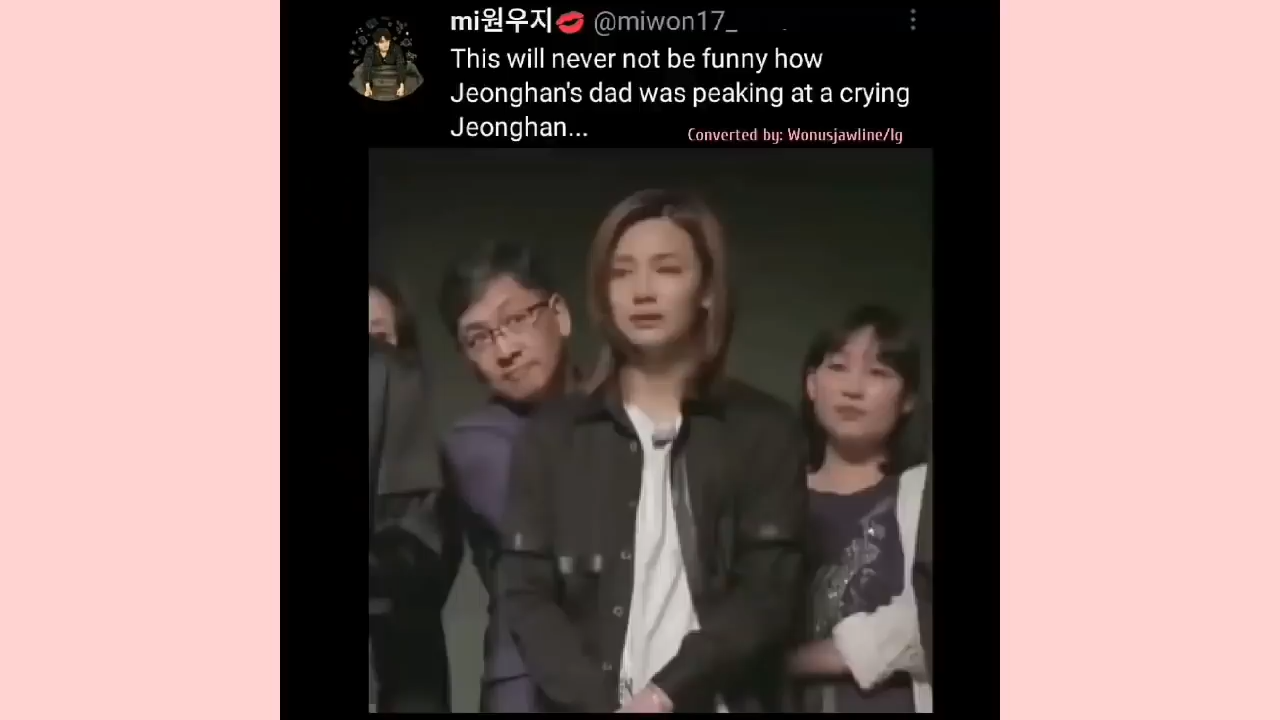 mi원우지💋 @miwon17_
This will never not be funny how
Jeonghan's dad was peaking at a crying
Jeonghan...
Converted by: Wonusjawline/Ig